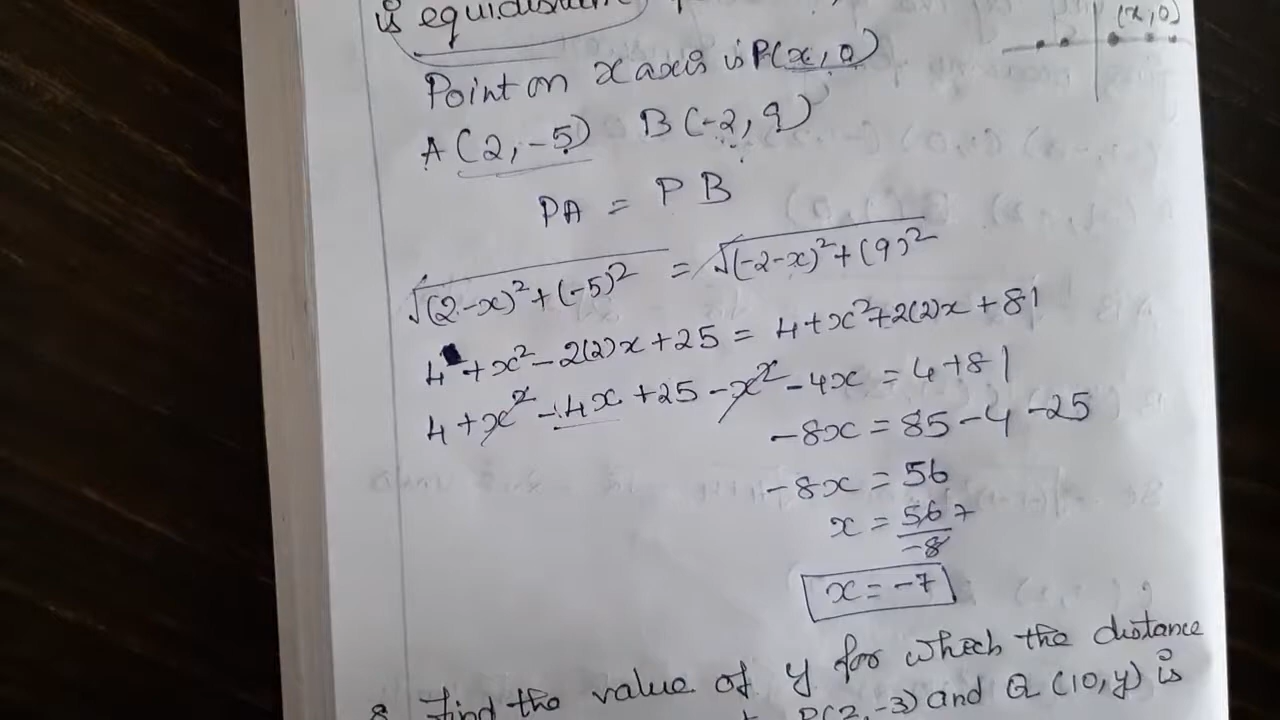 is equidistant
(x,0)
Point on x axis is P(x, 0)
A (2, -5) B (-2, 9)
PA = PB
√(2-x)²+(-5)² = √(-2-x)²+(9)²
4+x²-2(2)x+25 = 4+x²+2(2)x+81
4+x²-4x+25-x²-4x = 4+81
-8x = 85-4-25
-8x = 56
x = 56/-8 7
x = -7
8 Find the value of y for which the distance
P(2,-3) and Q (10,y) is